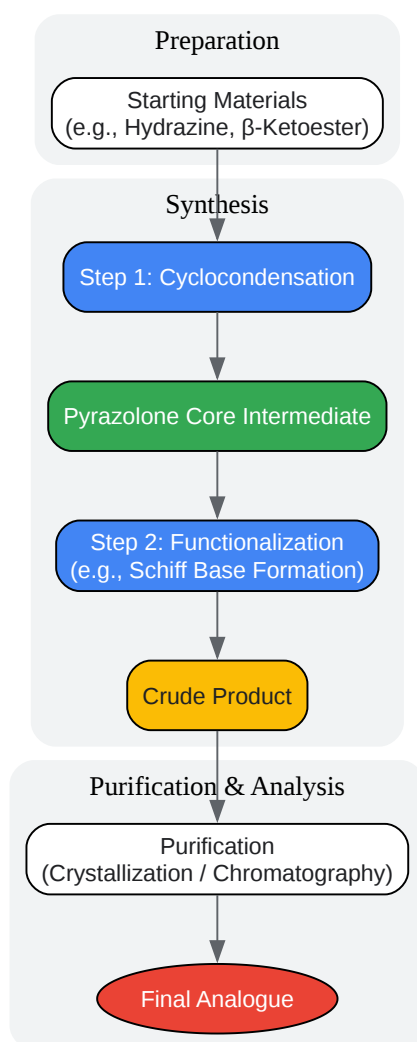 Preparation
Starting Materials
(e.g., Hydrazine, β-Ketoester)
Synthesis
Step 1: Cyclocondensation
Pyrazolone Core Intermediate
Step 2: Functionalization
(e.g., Schiff Base Formation)
Crude Product
Purification & Analysis
Purification
(Crystallization / Chromatography)
Final Analogue